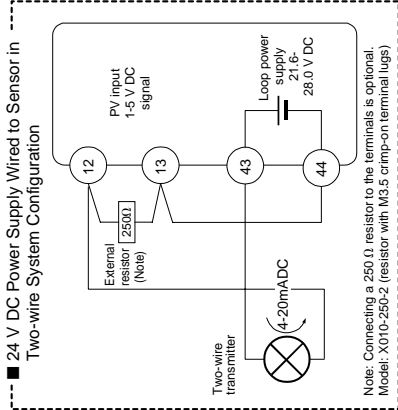 ■ 24 V DC Power Supply Wired to Sensor in
Two-wire System Configuration
PV input
1-5 V DC
signal
Loop power
supply
21.6-
28.0 V DC
12
13
43
44
250Ω
External
resistor
(Note)
4-20mADC
Two-wire
transmitter
Note: Connecting a 250 Ω resistor to the terminals is optional.
Model: X010-250-2 (resistor with M3.5 crimp-on terminal lugs)